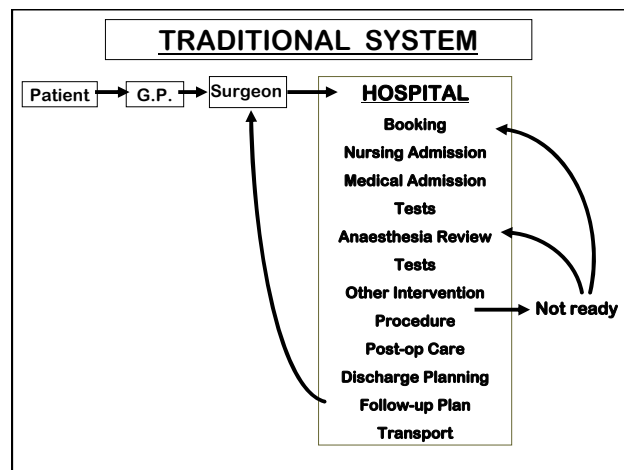 TRADITIONAL SYSTEM
Patient
G.P.
Surgeon
HOSPITAL
Booking
Nursing Admission
Medical Admission
Tests
Anaesthesia Review
Tests
Other Intervention
Procedure
Post-op Care
Discharge Planning
Follow-up Plan
Transport
Not ready